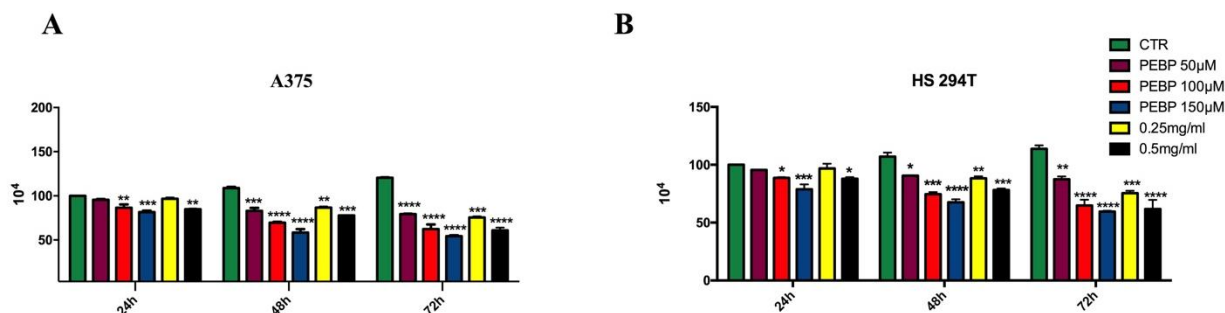 A
A375
200
150
100
50
10⁴
** *** **
*** **** **** ** ***
**** **** **** *** ****
24h
48h
72h
B
HS 294T
150
100
50
0
10⁴
* *** *
* *** **** ** ***
** **** **** *** ****
24h
48h
72h
CTR
PEBP 50µM
PEBP 100µM
PEBP 150µM
0.25mg/ml
0.5mg/ml